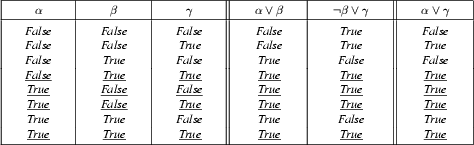 α β γ α ∨ β ¬β ∨ γ α ∨ γ
False False False False True False
False False True False True True
False True False True False False
False True True True True True
True False False True True True
True False True True True True
True True False True False True
True True True True True True